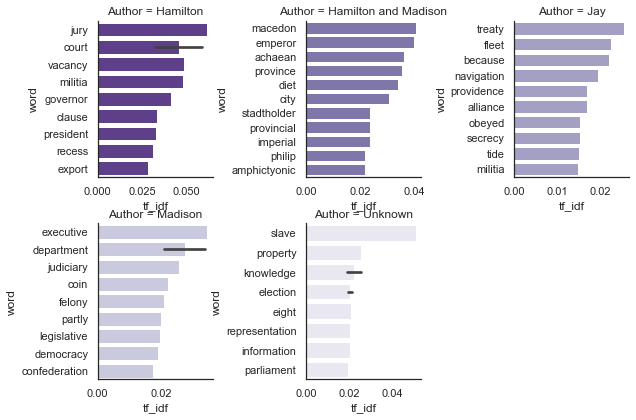 Author = Hamilton
word
jury
court
vacancy
militia
governor
clause
president
recess
export
0.000 0.025 0.050
tf_idf
Author = Hamilton and Madison
word
macedon
emperor
achaean
province
diet
city
stadtholder
provincial
imperial
philip
amphictyonic
0.00 0.02 0.04
tf_idf
Author = Jay
word
treaty
fleet
because
navigation
providence
alliance
obeyed
secrecy
tide
militia
0.00 0.01 0.02
tf_idf
Author = Madison
word
executive
department
judiciary
coin
felony
partly
legislative
democracy
confederation
0.00 0.02
tf_idf
Author = Unknown
word
slave
property
knowledge
election
eight
representation
information
parliament
0.00 0.02 0.04
tf_idf